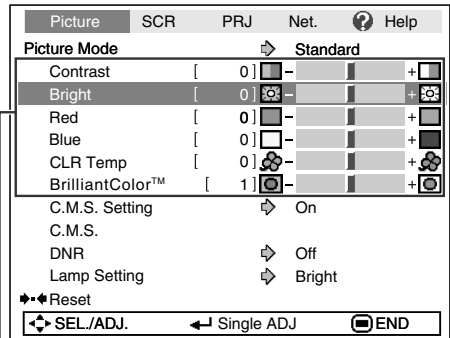 Picture SCR PRJ Net. Help
Picture Mode Standard
Contrast [ 0] - +
Bright [ 0] - +
Red [ 0] - +
Blue [ 0] - +
CLR Temp [ 0] - +
BrilliantColor™ [ 1] - +
C.M.S. Setting On
C.M.S.
DNR Off
Lamp Setting Bright
Reset
SEL./ADJ. Single ADJ END